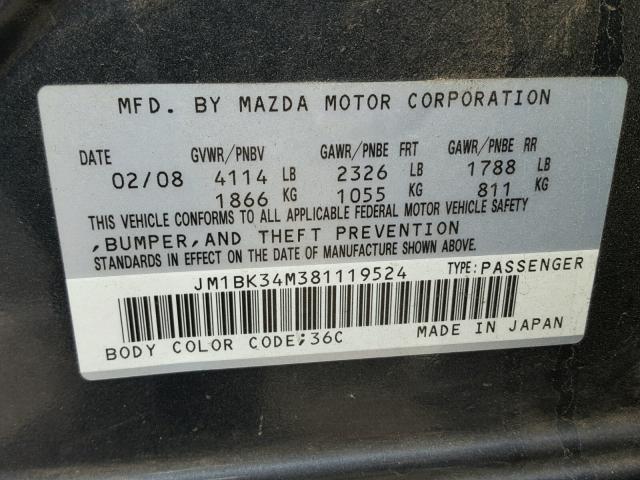 MFD. BY MAZDA MOTOR CORPORATION
DATE GVWR/PNBV GAWR/PNBE FRT GAWR/PNBE RR
02/08 4114 LB 2326 LB 1788 LB
1866 KG 1055 KG 811 KG
THIS VEHICLE CONFORMS TO ALL APPLICABLE FEDERAL MOTOR VEHICLE SAFETY
,BUMPER,AND THEFT PREVENTION
STANDARDS IN EFFECT ON THE DATE OF MANUFACTURE SHOWN ABOVE.
JM1BK34M381119524 TYPE:PASSENGER
BODY COLOR CODE;36C MADE IN JAPAN